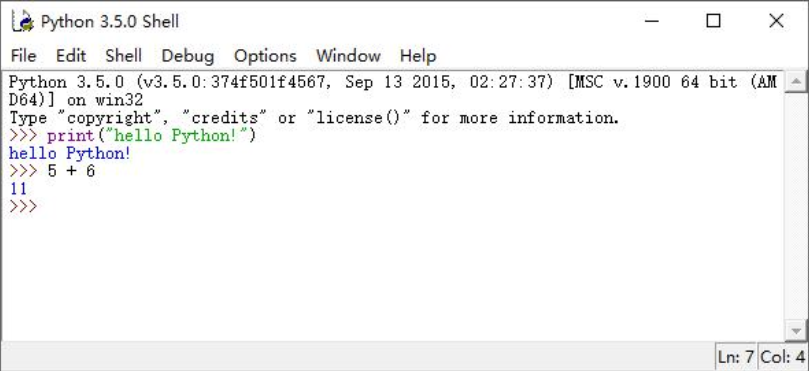 Python 3.5.0 Shell
File Edit Shell Debug Options Window Help
Python 3.5.0 (v3.5.0:374f501f4567, Sep 13 2015, 02:27:37) [MSC v.1900 64 bit (AM
D64)] on win32
Type "copyright", "credits" or "license()" for more information.
>>> print("hello Python!")
hello Python!
>>> 5 + 6
11
>>>
Ln: 7 Col: 4